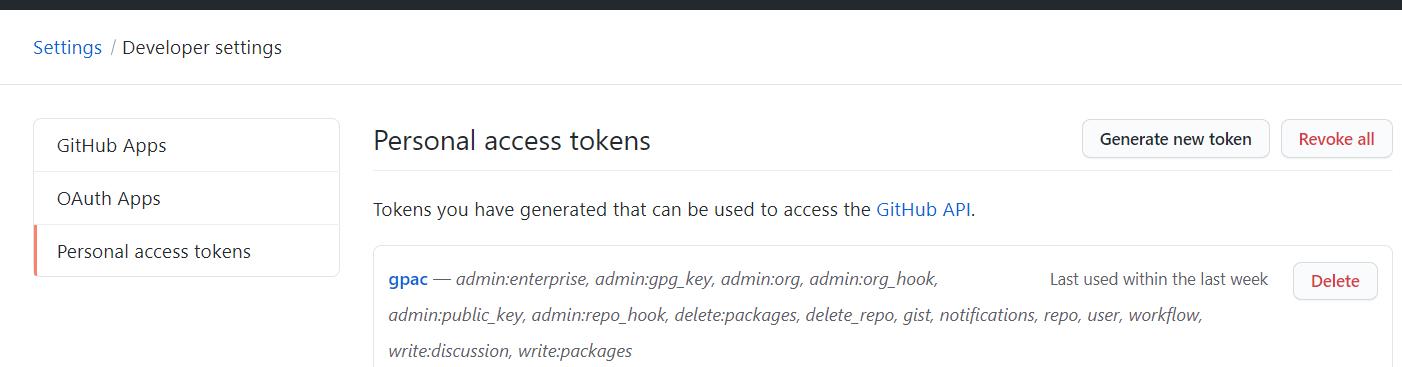 Settings / Developer settings
GitHub Apps
OAuth Apps
Personal access tokens
Personal access tokens
Generate new token
Revoke all
Tokens you have generated that can be used to access the GitHub API.
gpac — admin:enterprise, admin:gpg_key, admin:org, admin:org_hook,
Last used within the last week
Delete
admin:public_key, admin:repo_hook, delete:packages, delete_repo, gist, notifications, repo, user, workflow,
write:discussion, write:packages